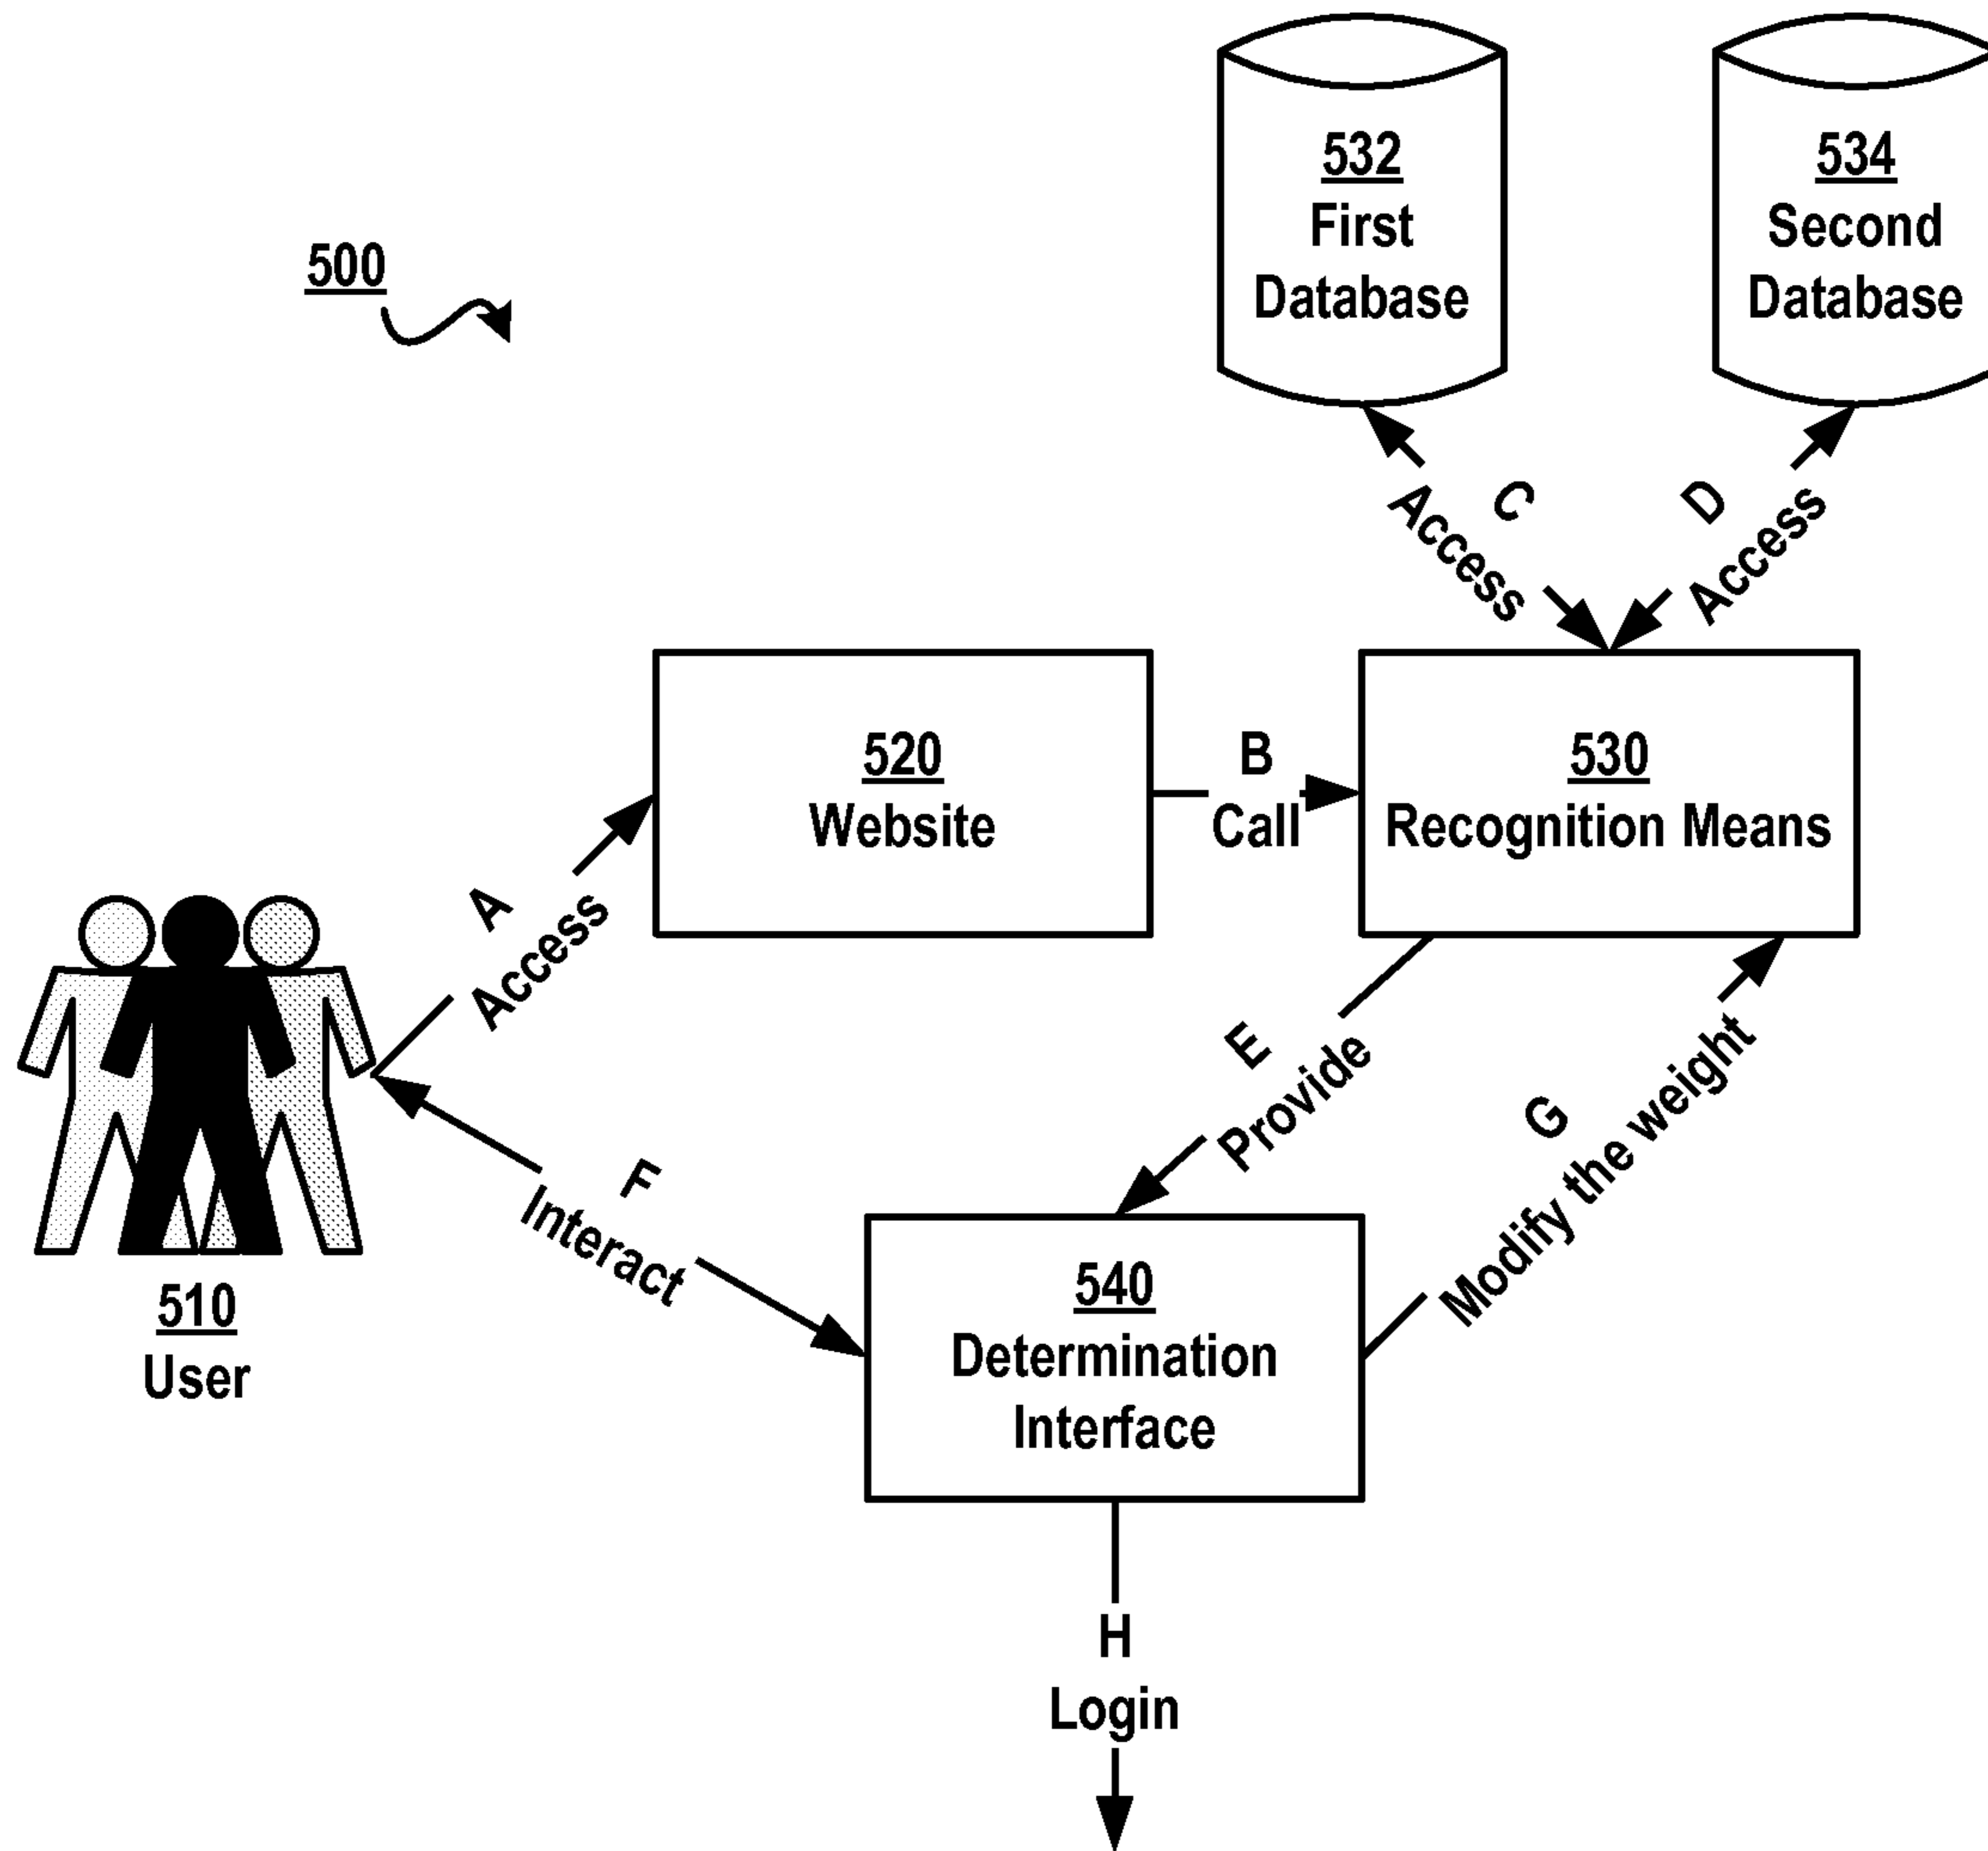 532
First
Database
534
Second
Database
500
C
Access
D
Access
520
Website
B
Call
530
Recognition Means
A
Access
E
Provide
G
Modify the weight
F
Interact
510
User
540
Determination
Interface
H
Login